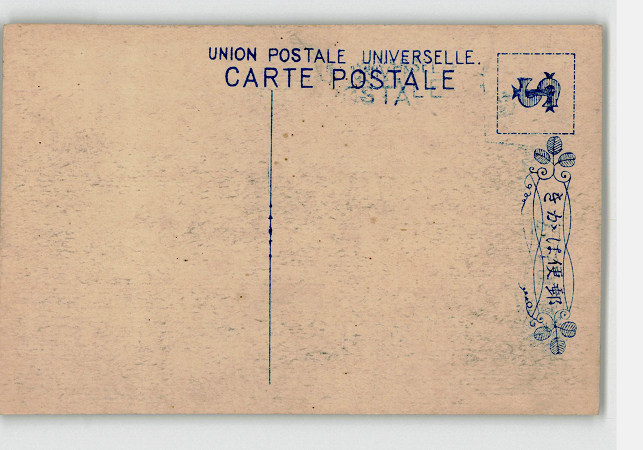 UNION POSTALE UNIVERSELLE.
CARTE POSTALE
きかは便郵